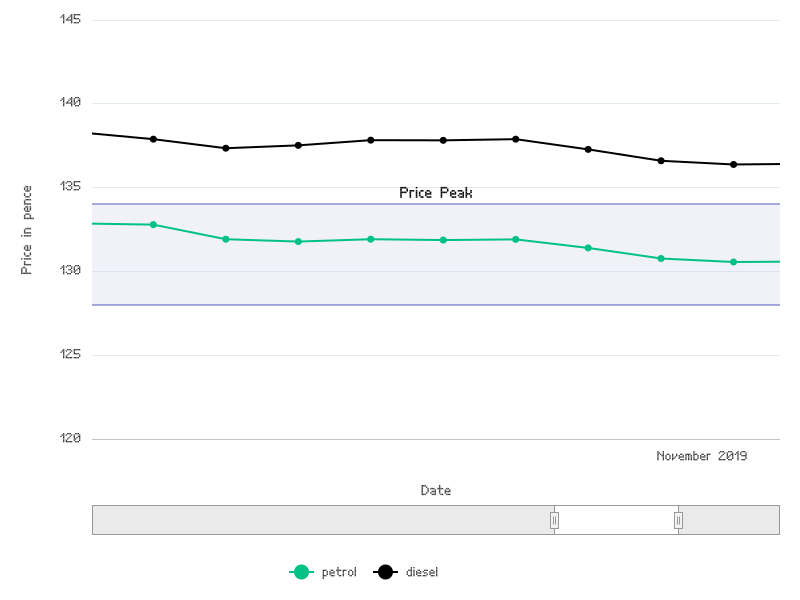 145
140
135
130
125
120
Price in pence
Price Peak
November 2019
Date
petrol
diesel